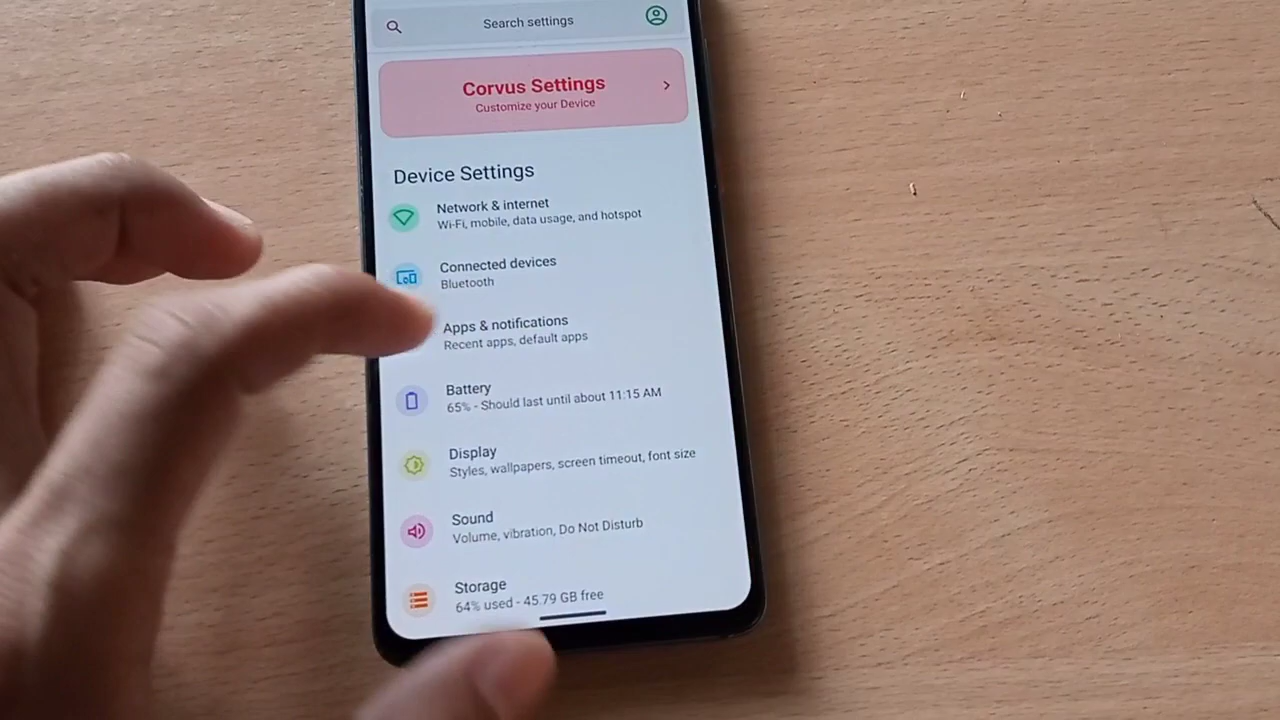 Search settings
Corvus Settings
Customize your Device
Device Settings
Network & internet
Wi-Fi, mobile, data usage, and hotspot
Connected devices
Bluetooth
Apps & notifications
Recent apps, default apps
Battery
65% - Should last until about 11:15 AM
Display
Styles, wallpapers, screen timeout, font size
Sound
Volume, vibration, Do Not Disturb
Storage
64% used - 45.79 GB free